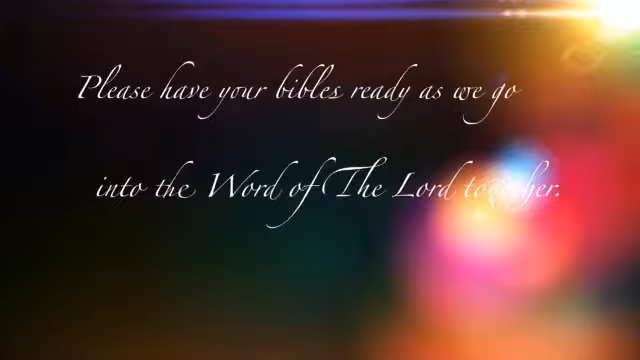 Please have your bibles ready as we go
into the Word of The Lord together.